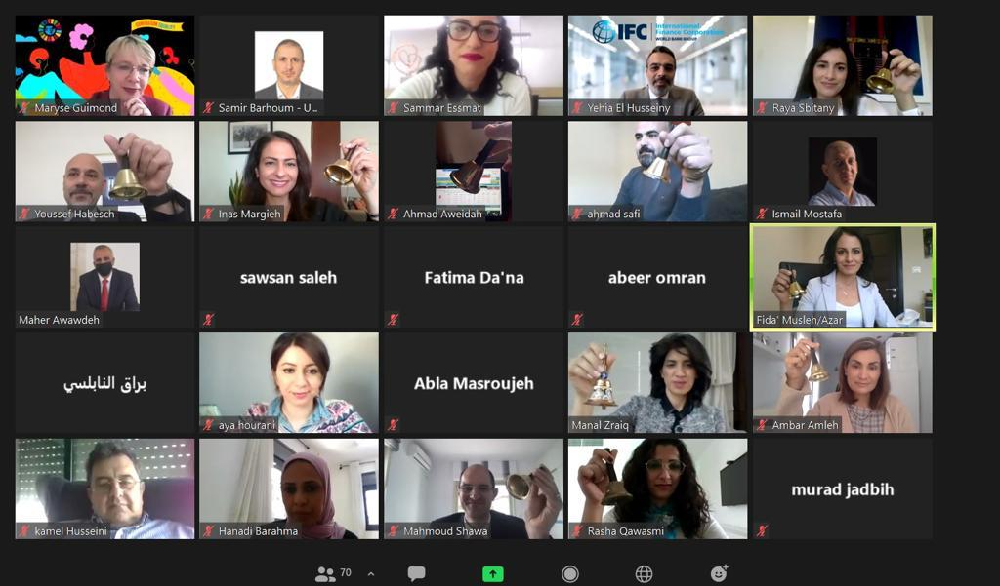 GENERATION EQUALITY
Maryse Guimond
Samir Barhoum - U...
Sammar Essmat
IFC
International
Finance Corporation
WORLD BANK GROUP
Yehia El Husseiny
Raya Sbitany
Youssef Habesch
Inas Margieh
Ahmad Aweidah
ahmad safi
Ismail Mostafa
Maher Awawdeh
sawsan saleh
Fatima Da'na
abeer omran
Fida' Musleh/Azar
براق النابلسي
aya hourani
Abla Masroujeh
Manal Zraiq
Ambar Amleh
kamel Husseini
Hanadi Barahma
Mahmoud Shawa
Rasha Qawasmi
murad jadbih
70